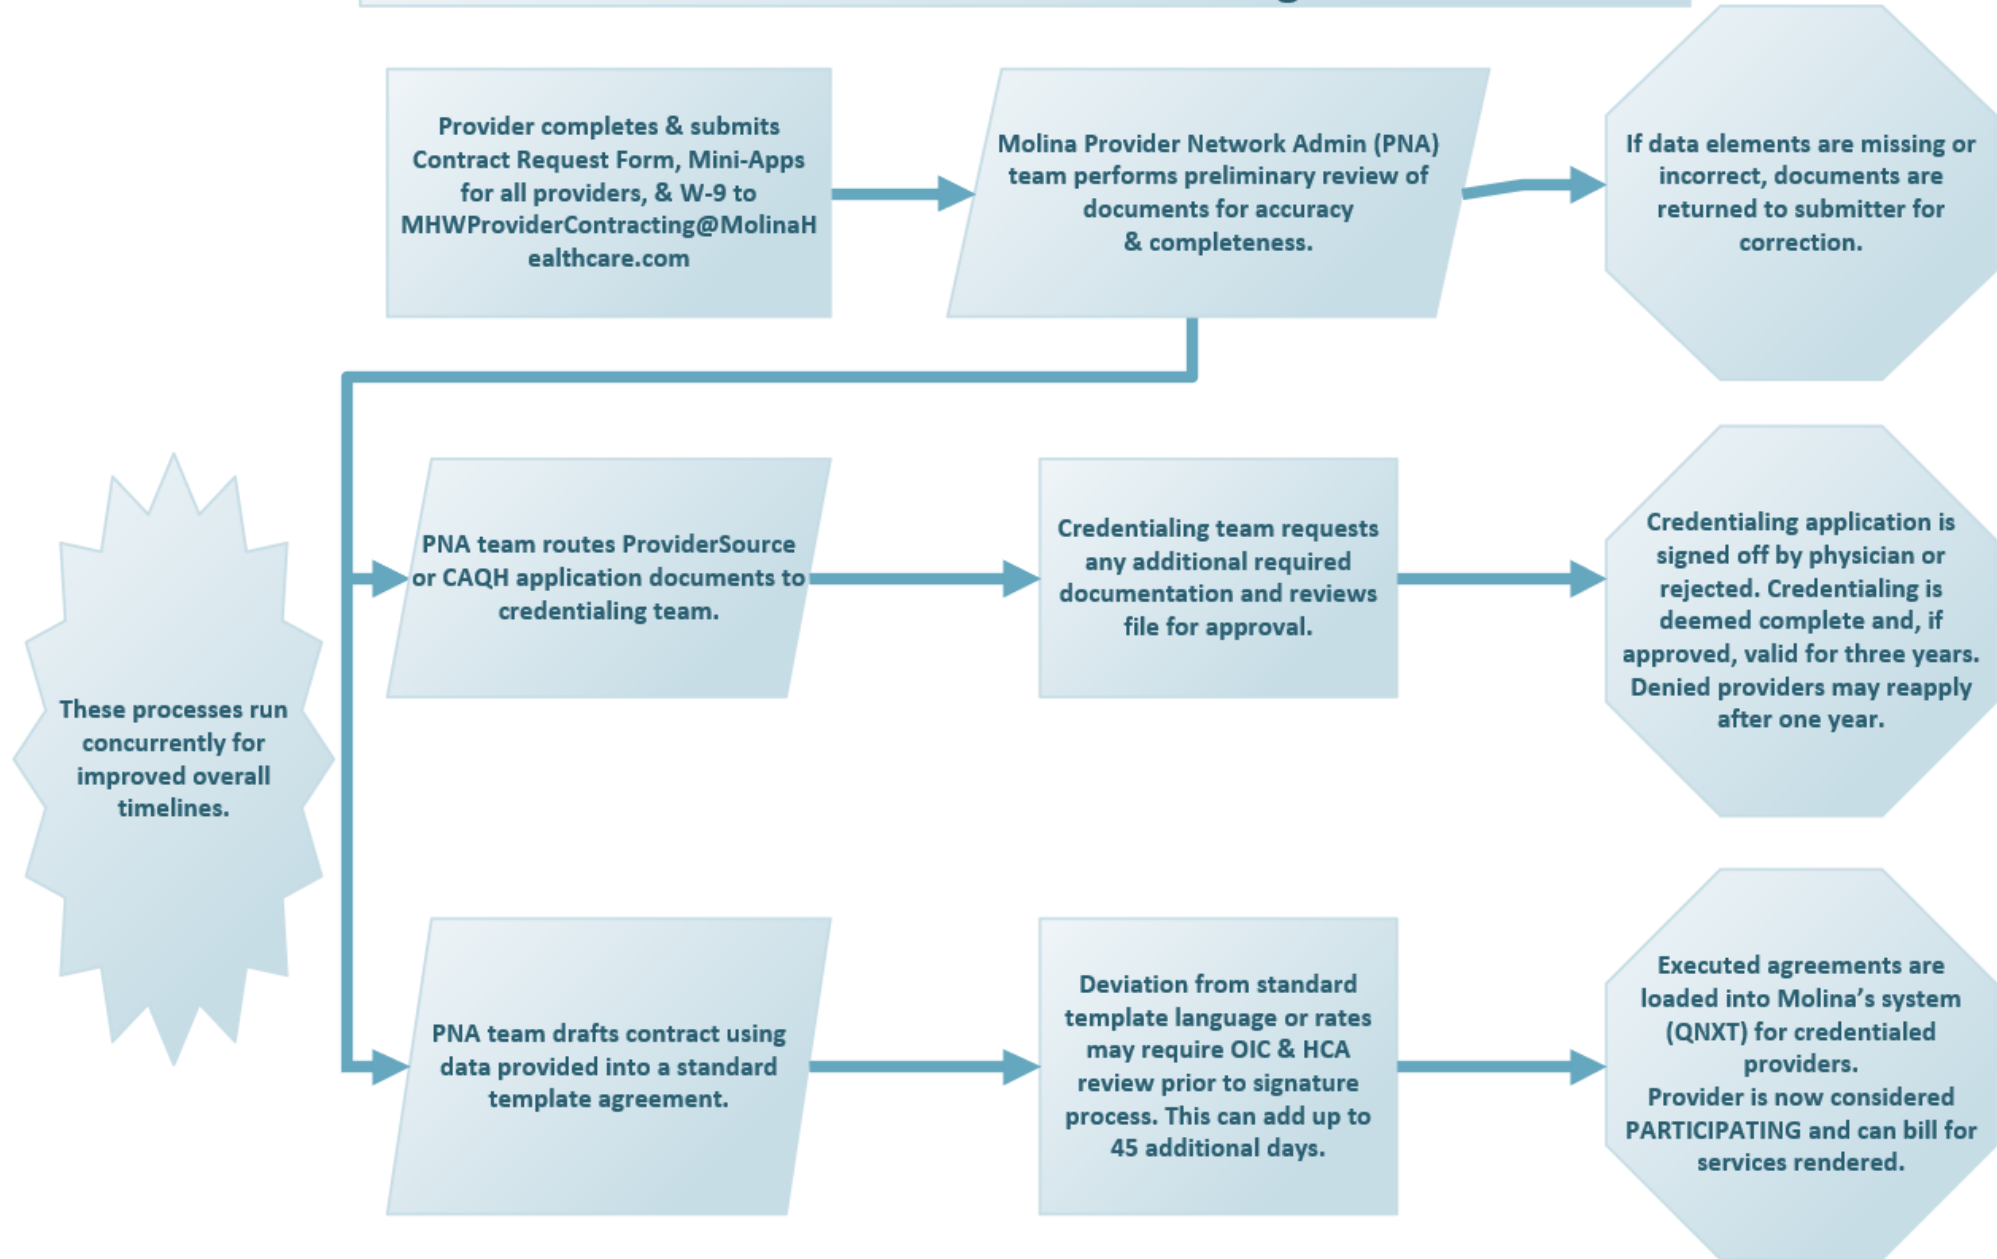 Provider completes & submits
Contract Request Form, Mini-Apps
for all providers, & W-9 to
MHWProviderContracting@MolinaH
ealthcare.com
Molina Provider Network Admin (PNA)
team performs preliminary review of
documents for accuracy
& completeness.
If data elements are missing or
incorrect, documents are
returned to submitter for
correction.
These processes run
concurrently for
improved overall
timelines.
PNA team routes ProviderSource
or CAQH application documents to
credentialing team.
Credentialing team requests
any additional required
documentation and reviews
file for approval.
Credentialing application is
signed off by physician or
rejected. Credentialing is
deemed complete and, if
approved, valid for three years.
Denied providers may reapply
after one year.
PNA team drafts contract using
data provided into a standard
template agreement.
Deviation from standard
template language or rates
may require OIC & HCA
review prior to signature
process. This can add up to
45 additional days.
Executed agreements are
loaded into Molina’s system
(QNXT) for credentialed
providers.
Provider is now considered
PARTICIPATING and can bill for
services rendered.